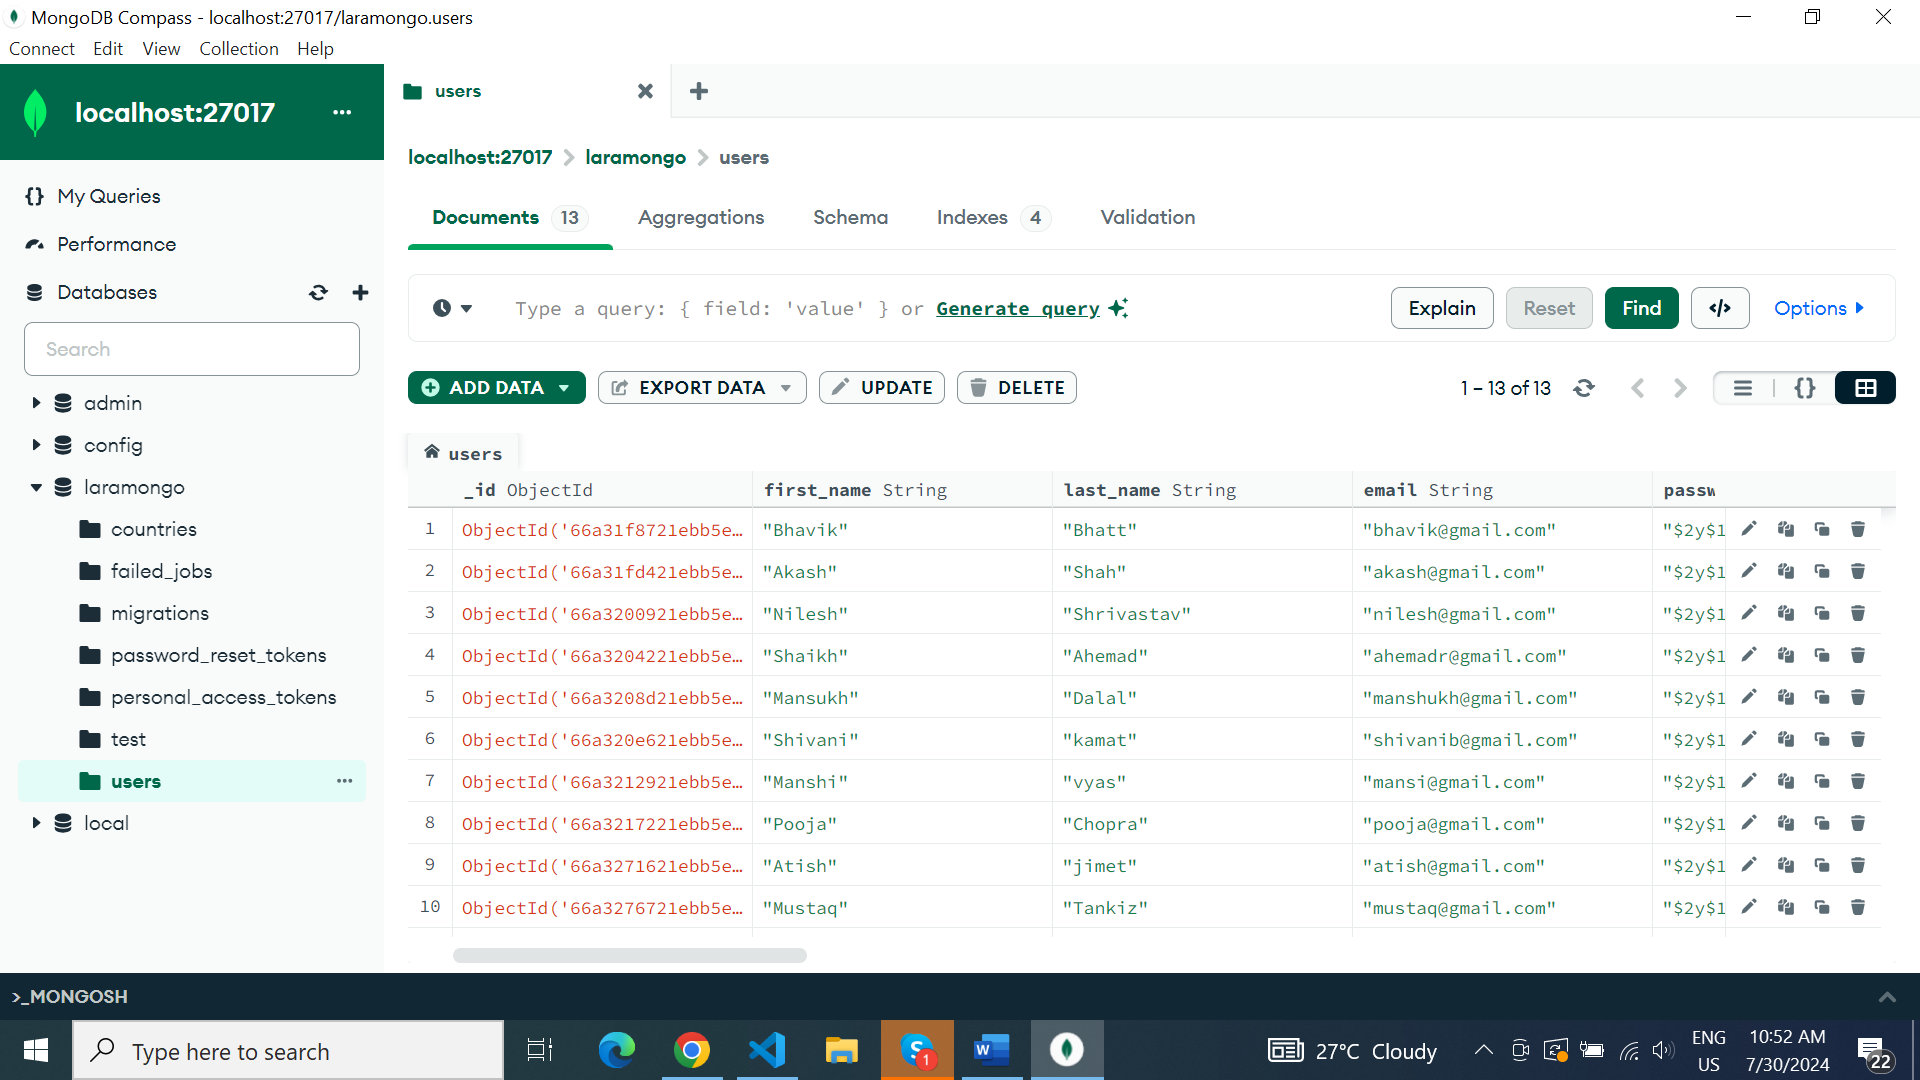 MongoDB Compass - localhost:27017/laramongo.users
Connect Edit View Collection Help
localhost:27017 ...
users
localhost:27017 > laramongo > users
My Queries
Documents 13 Aggregations Schema Indexes 4 Validation
Performance
Databases
Type a query: { field: 'value' } or Generate query
Explain Reset Find </> Options
Search
ADD DATA EXPORT DATA UPDATE DELETE
1 – 13 of 13 {}
admin
config
laramongo
countries
failed_jobs
migrations
password_reset_tokens
personal_access_tokens
test
users ...
local
users
_id ObjectId first_name String last_name String email String passw
1 ObjectId('66a31f8721ebb5e… "Bhavik" "Bhatt" "bhavik@gmail.com" "$2y$1
2 ObjectId('66a31fd421ebb5e… "Akash" "Shah" "akash@gmail.com" "$2y$1
3 ObjectId('66a3200921ebb5e… "Nilesh" "Shrivastav" "nilesh@gmail.com" "$2y$1
4 ObjectId('66a3204221ebb5e… "Shaikh" "Ahemad" "ahemadr@gmail.com" "$2y$1
5 ObjectId('66a3208d21ebb5e… "Mansukh" "Dalal" "manshukh@gmail.com" "$2y$1
6 ObjectId('66a320e621ebb5e… "Shivani" "kamat" "shivanib@gmail.com" "$2y$1
7 ObjectId('66a3212921ebb5e… "Manshi" "vyas" "mansi@gmail.com" "$2y$1
8 ObjectId('66a3217221ebb5e… "Pooja" "Chopra" "pooja@gmail.com" "$2y$1
9 ObjectId('66a3271621ebb5e… "Atish" "jimet" "atish@gmail.com" "$2y$1
10 ObjectId('66a3276721ebb5e… "Mustaq" "Tankiz" "mustaq@gmail.com" "$2y$1
>_MONGOSH
Type here to search
S 1
W
27°C Cloudy
ENG
US
10:52 AM
7/30/2024
22